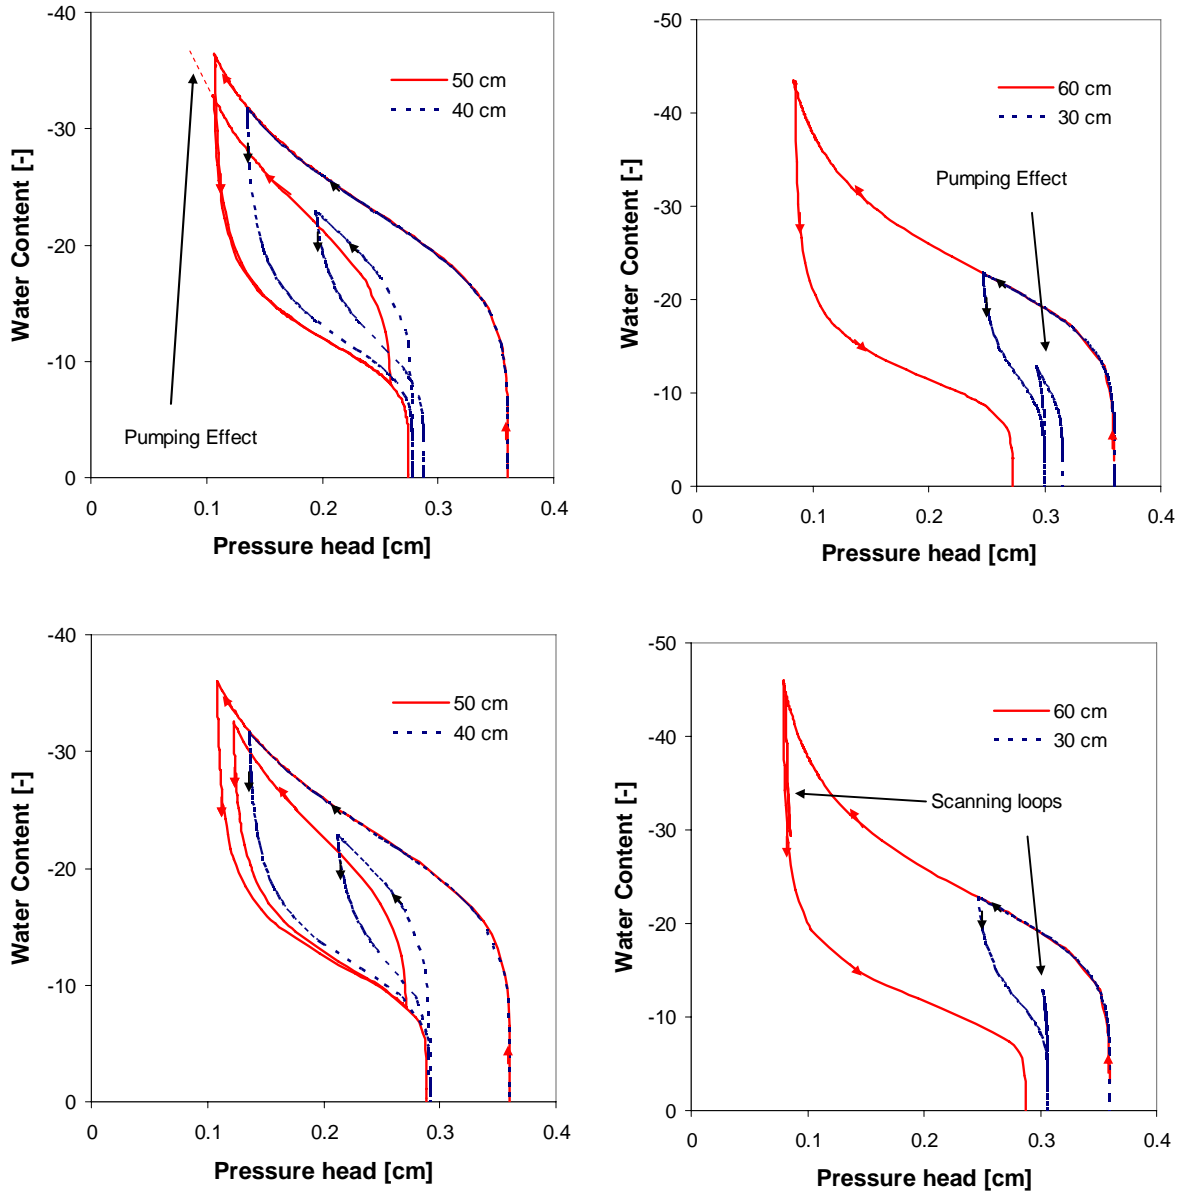 -40
-30
-20
-10
0
0
0.1
0.2
0.3
0.4
Water Content [-]
Pressure head [cm]
50 cm
40 cm
Pumping Effect
-50
-40
-30
-20
-10
0
0
0.1
0.2
0.3
0.4
Water Content [-]
Pressure head [cm]
60 cm
30 cm
Pumping Effect
-40
-30
-20
-10
0
0
0.1
0.2
0.3
0.4
Water Content [-]
Pressure head [cm]
50 cm
40 cm
-50
-40
-30
-20
-10
0
0
0.1
0.2
0.3
0.4
Water Content [-]
Pressure head [cm]
60 cm
30 cm
Scanning loops